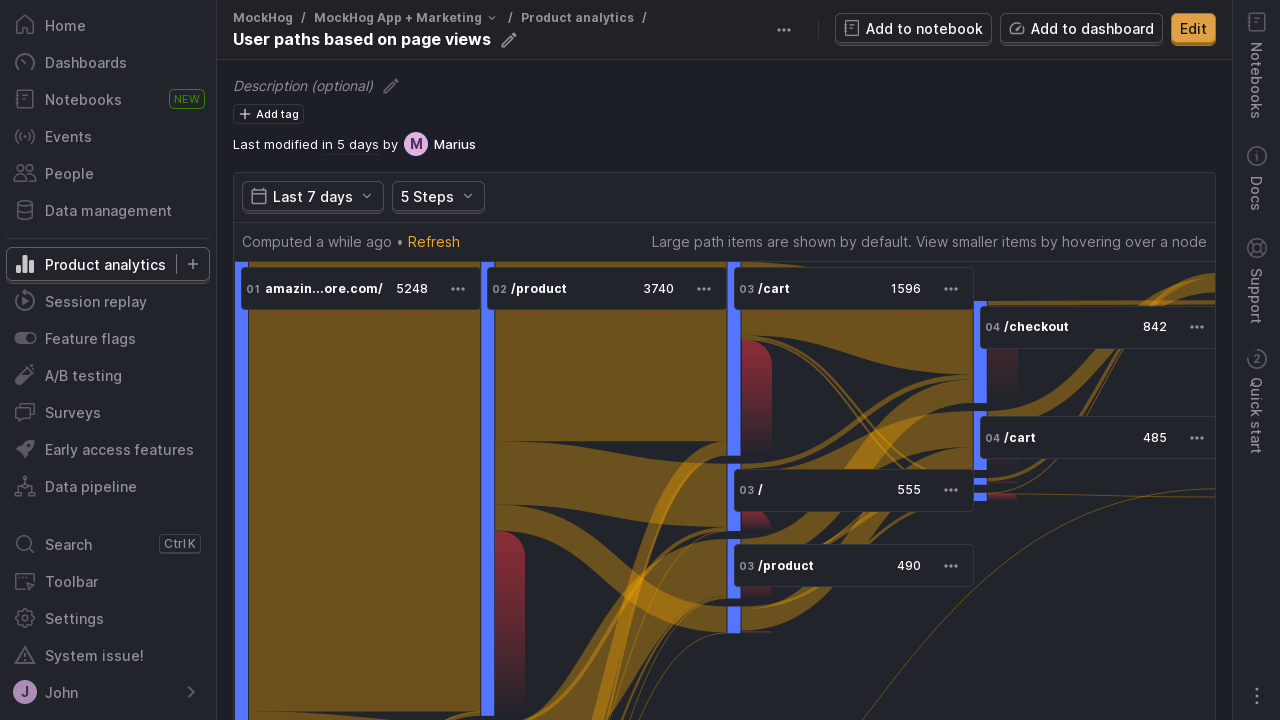 Home
Dashboards
Notebooks NEW
Events
People
Data management
Product analytics
Session replay
Feature flags
A/B testing
Surveys
Early access features
Data pipeline
Search Ctrl K
Toolbar
Settings
System issue!
J John
MockHog / MockHog App + Marketing / Product analytics /
User paths based on page views
Add to notebook Add to dashboard Edit
Description (optional)
Add tag
Last modified in 5 days by M Marius
Last 7 days 5 Steps
Computed a while ago • Refresh
Large path items are shown by default. View smaller items by hovering over a node
01 amazin...ore.com/ 5248
02 /product 3740
03 /cart 1596
04 /checkout 842
04 /cart 485
03 / 555
03 /product 490
Notebooks
Docs
Support
2 Quick start